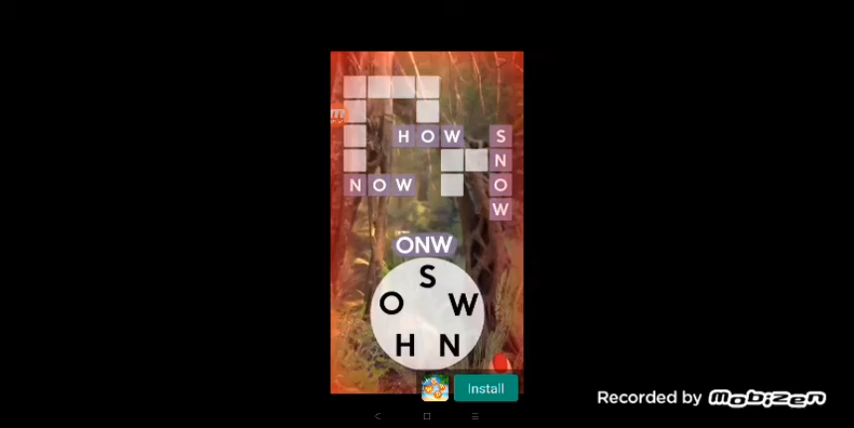 HOW S
N
NOW O
W
ONW
S
O W
H N
Install
Recorded by MOBIZEN